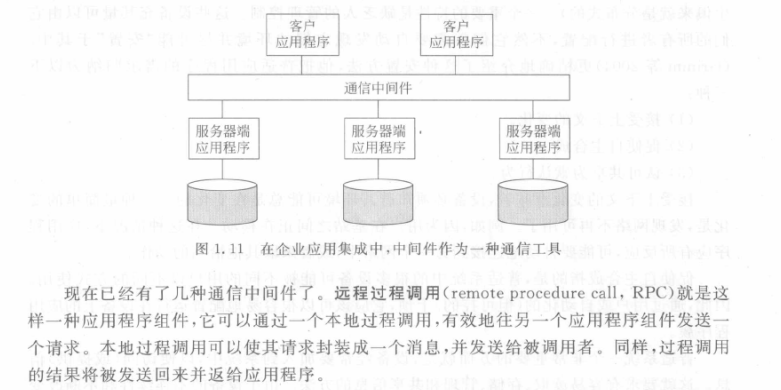 客户
应用程序
客户
应用程序
通信中间件
服务器端
应用程序
服务器端
应用程序
服务器端
应用程序
图 1.11 在企业应用集成中,中间件作为一种通信工具
现在已经有了几种通信中间件了。远程过程调用(remote procedure call, RPC)就是这
样一种应用程序组件,它可以通过一个本地过程调用,有效地往另一个应用程序组件发送一
个请求。本地过程调用可以使其请求封装成一个消息,并发送给被调用者。同样,过程调用
的结果将被发送回来并返给应用程序。